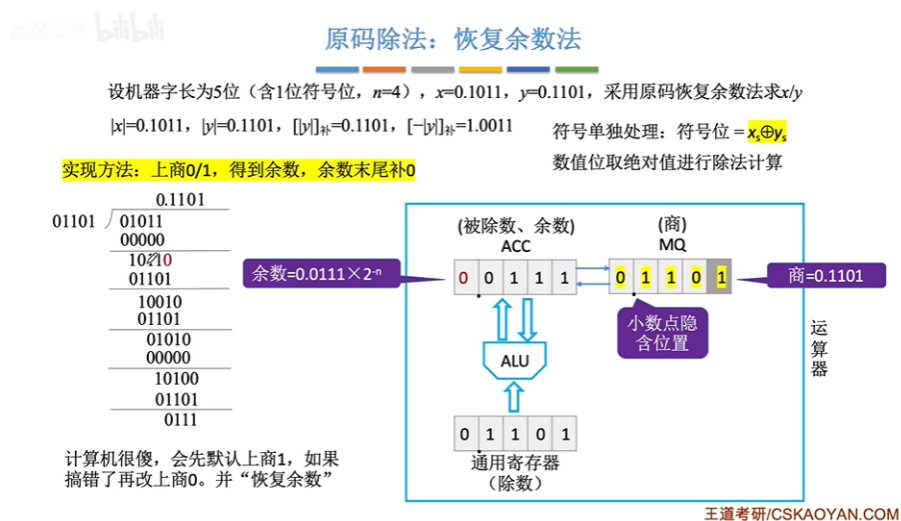 王道考研 bilibili
原码除法：恢复余数法
设机器字长为5位（含1位符号位，n=4），x=0.1011，y=0.1101，采用原码恢复余数法求x/y
|x|=0.1011，|y|=0.1101，[|y|]补=0.1101，[−|y|]补=1.0011
符号单独处理：符号位 = xs⊕ys
数值位取绝对值进行除法计算
实现方法：上商0/1，得到余数，余数末尾补0
0.1101
01101
01011
00000
10110
01101
10010
01101
01010
00000
10100
01101
0111
计算机很傻，会先默认上商1，如果
搞错了再改上商0。并“恢复余数”
(被除数、余数)
ACC
(商)
MQ
余数=0.0111×2-n
0 0 1 1 1
0 1 1 0 1
商=0.1101
小数点隐
含位置
ALU
运算器
0 1 1 0 1
通用寄存器
（除数）
王道考研/CSKAOYAN.COM